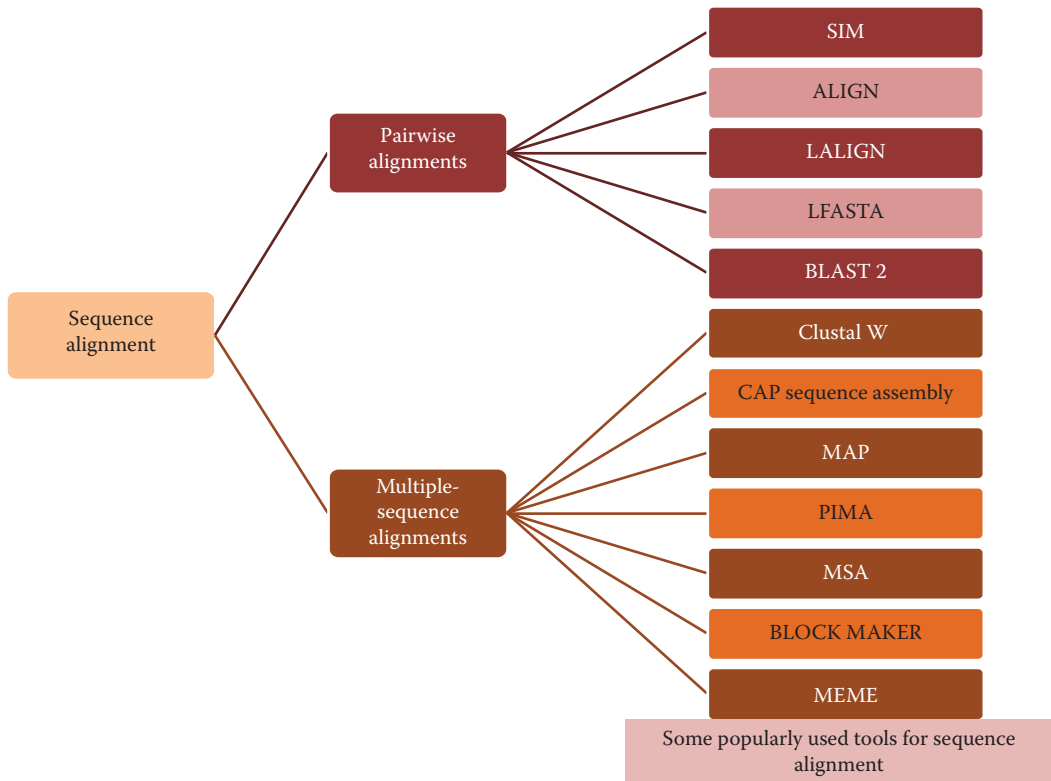 Sequence
alignment
Pairwise
alignments
SIM
ALIGN
LALIGN
LFASTA
BLAST 2
Multiple-
sequence
alignments
Clustal W
CAP sequence assembly
MAP
PIMA
MSA
BLOCK MAKER
MEME
Some popularly used tools for sequence
alignment